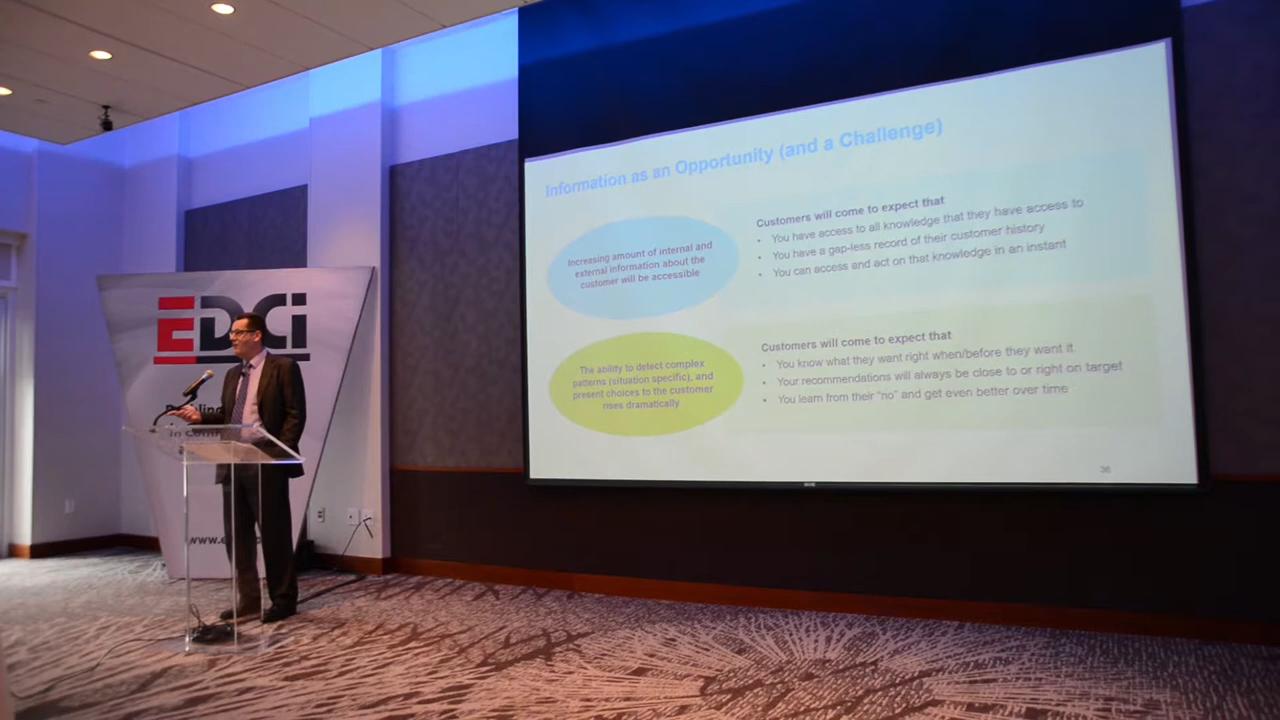 Information as an Opportunity (and a Challenge)
Increasing amount of internal and
external information about the
customer will be accessible
Customers will come to expect that
• You have access to all knowledge that they have access to
• You have a gap-less record of their customer history
• You can access and act on that knowledge in an instant
The ability to detect complex
patterns (situation specific), and
present choices to the customer
rises dramatically
Customers will come to expect that
• You know what they want right when/before they want it.
• Your recommendations will always be close to or right on target
• You learn from their "no" and get even better over time
36
EDCi
In Com
www.e